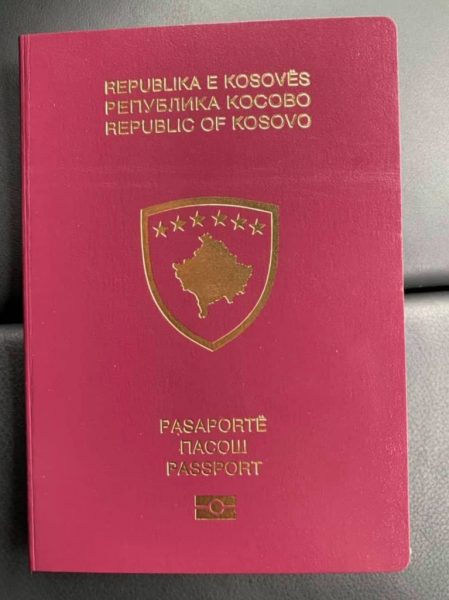 REPUBLIKA E KOSOVËS
РЕПУБЛИКА КОСОВО
REPUBLIC OF KOSOVO
PASAPORTË
ПАСОШ
PASSPORT